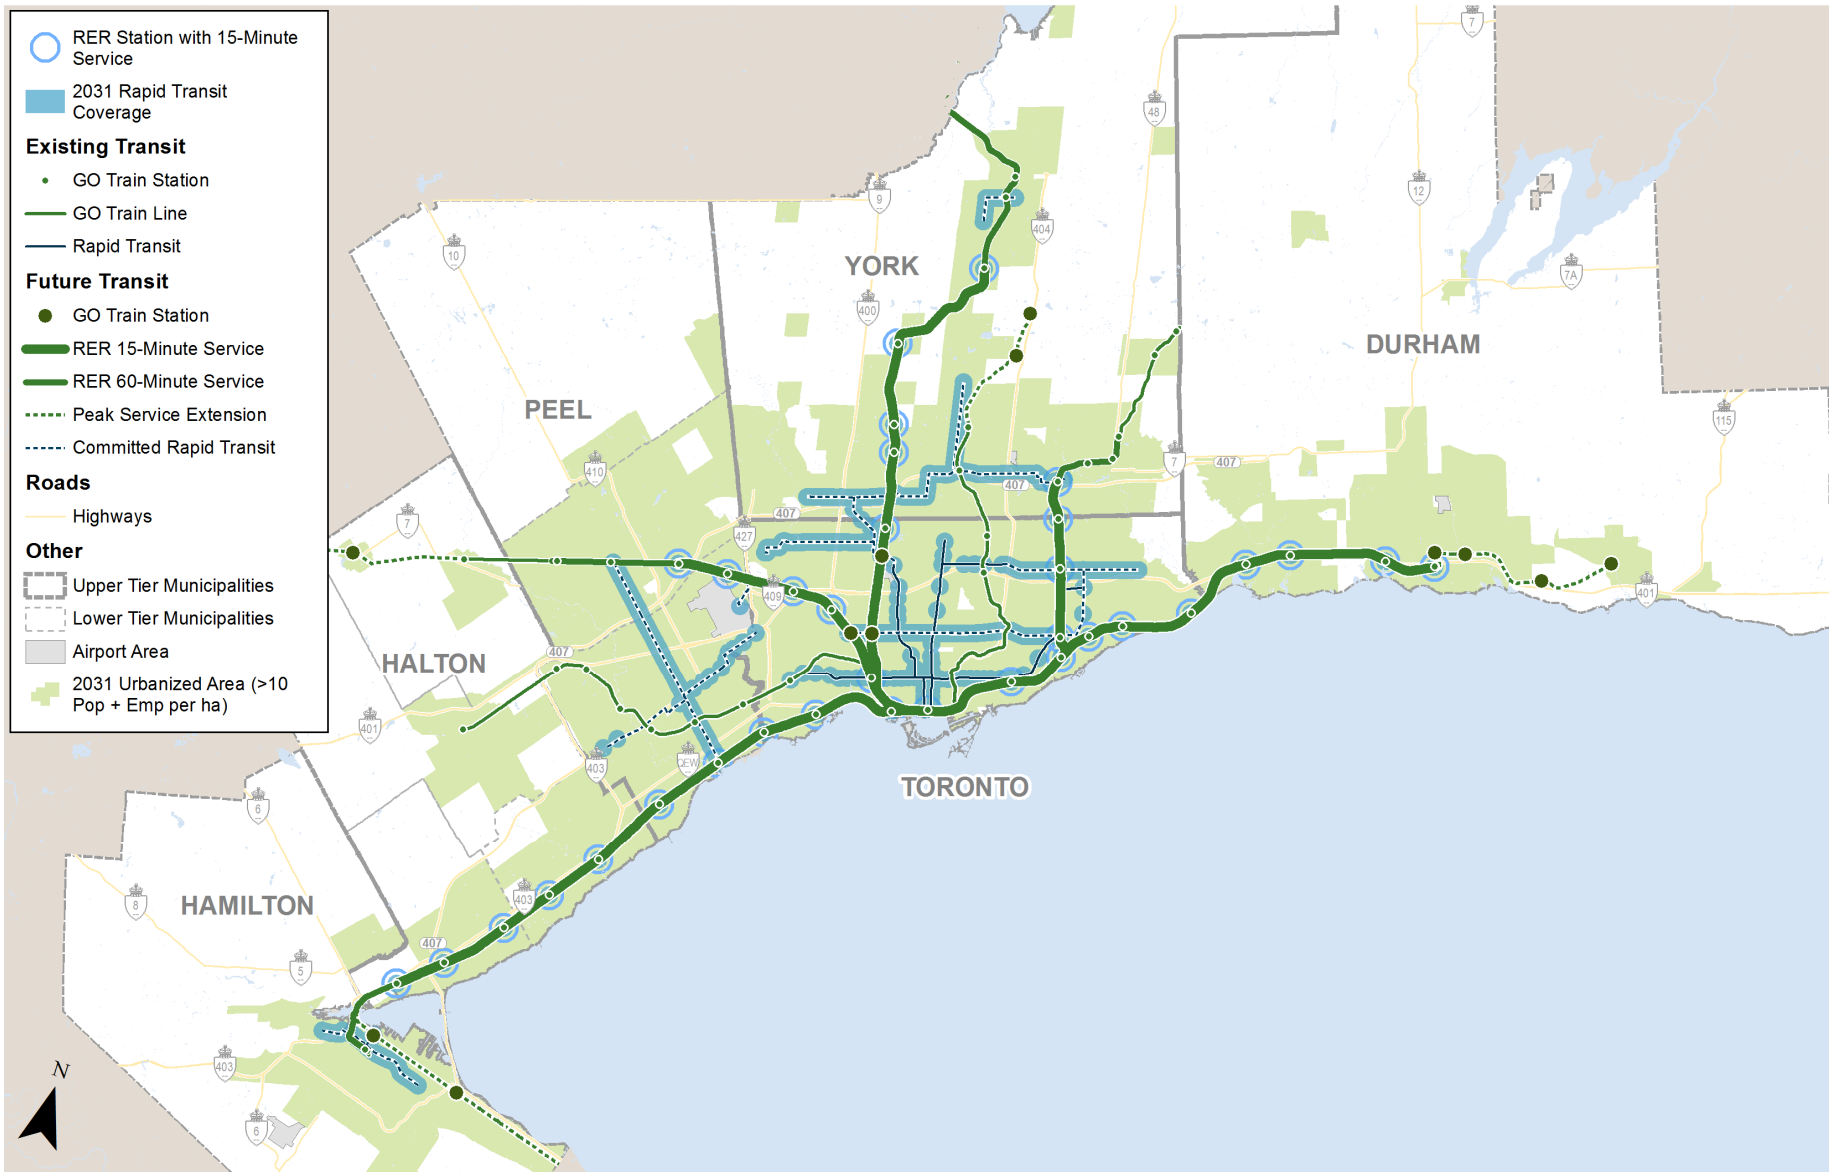 RER Station with 15-Minute
Service
2031 Rapid Transit
Coverage
Existing Transit
GO Train Station
GO Train Line
Rapid Transit
Future Transit
GO Train Station
RER 15-Minute Service
RER 60-Minute Service
Peak Service Extension
Committed Rapid Transit
Roads
Highways
Other
Upper Tier Municipalities
Lower Tier Municipalities
Airport Area
2031 Urbanized Area (>10
Pop + Emp per ha)
7
48
12
9
404
10
YORK
7A
400
DURHAM
PEEL
115
410
7
407
407
7
407
427
409
401
407
HALTON
401
403
QEW
TORONTO
6
8
403
HAMILTON
407
5
403
N
6